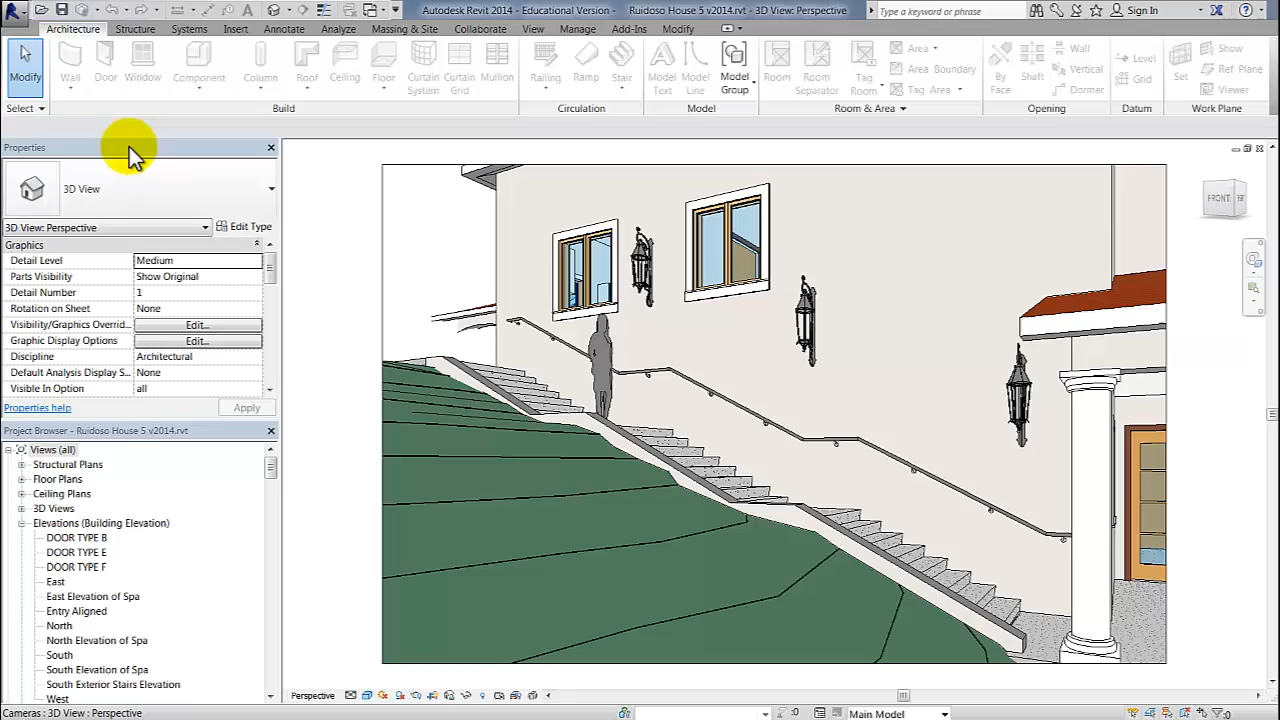 Autodesk Revit 2014 - Educational Version - Ruidoso House 5 v2014.rvt - 3D View: Perspective
Type a keyword or phrase
Sign In
Architecture Structure Systems Insert Annotate Analyze Massing & Site Collaborate View Manage Add-Ins Modify
Modify Wall Door Window Component Column Roof Ceiling Floor Curtain System Curtain Grid Mullion Railing Ramp Stair Model Text Model Line Model Group Room Room Separator Tag Room Area Area Boundary Tag Area By Face Shaft Wall Vertical Dormer Level Grid Set Show Ref Plane Viewer
Select Build Circulation Model Room & Area Opening Datum Work Plane
Properties
3D View
3D View: Perspective Edit Type
Graphics
Detail Level Medium
Parts Visibility Show Original
Detail Number 1
Rotation on Sheet None
Visibility/Graphics Overrid... Edit...
Graphic Display Options Edit...
Discipline Architectural
Default Analysis Display S... None
Visible In Option all
Properties help Apply
Project Browser - Ruidoso House 5 v2014.rvt
Views (all)
Structural Plans
Floor Plans
Ceiling Plans
3D Views
Elevations (Building Elevation)
DOOR TYPE B
DOOR TYPE E
DOOR TYPE F
East
East Elevation of Spa
Entry Aligned
North
North Elevation of Spa
South
South Elevation of Spa
South Exterior Stairs Elevation
West
FRONT
Perspective
Cameras : 3D View : Perspective
:0
Main Model
:0